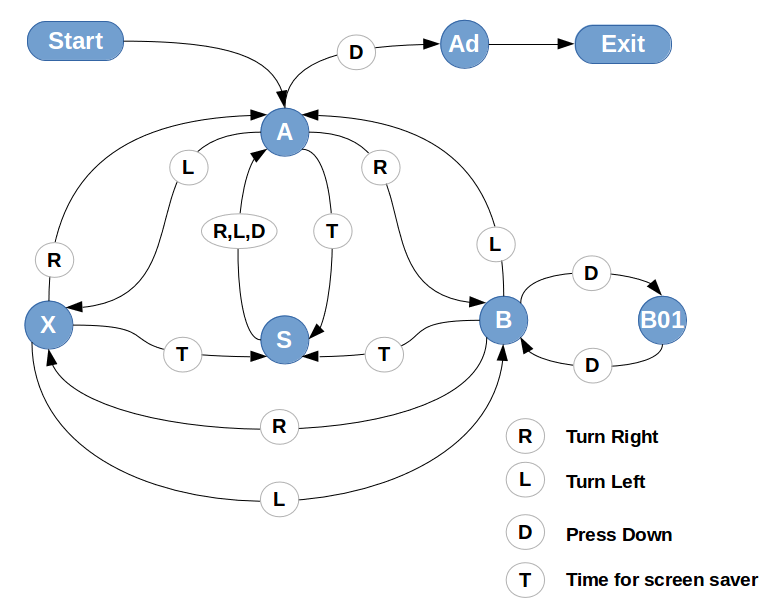 Start
D
Ad
Exit
A
L
R
R,L,D
T
L
R
D
X
S
B
B01
T
T
D
R
L
R Turn Right
L Turn Left
D Press Down
T Time for screen saver